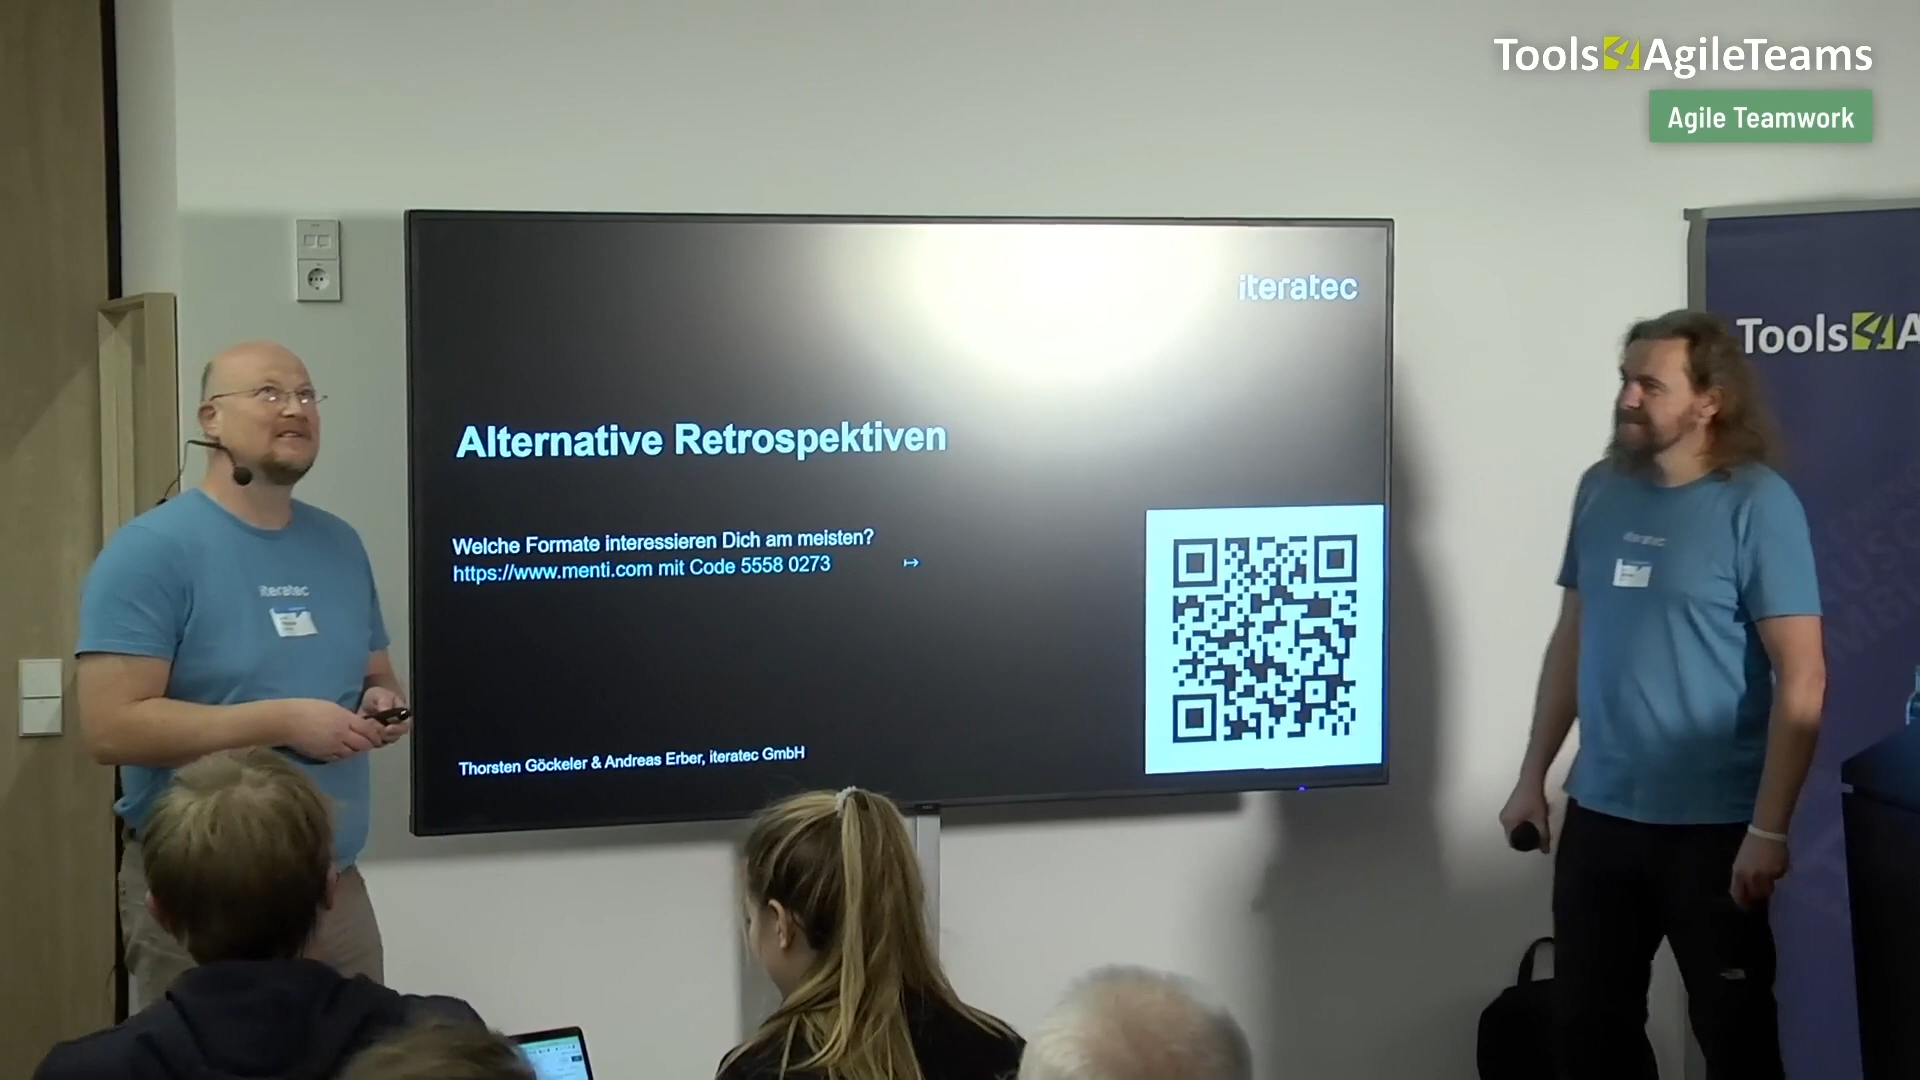 Tools4AgileTeams
Agile Teamwork
iteratec
Alternative Retrospektiven
Welche Formate interessieren Dich am meisten?
https://www.menti.com mit Code 5558 0273 ↦
Thorsten Göckeler & Andreas Erber, iteratec GmbH
Tools4A
iteratec
iteratec